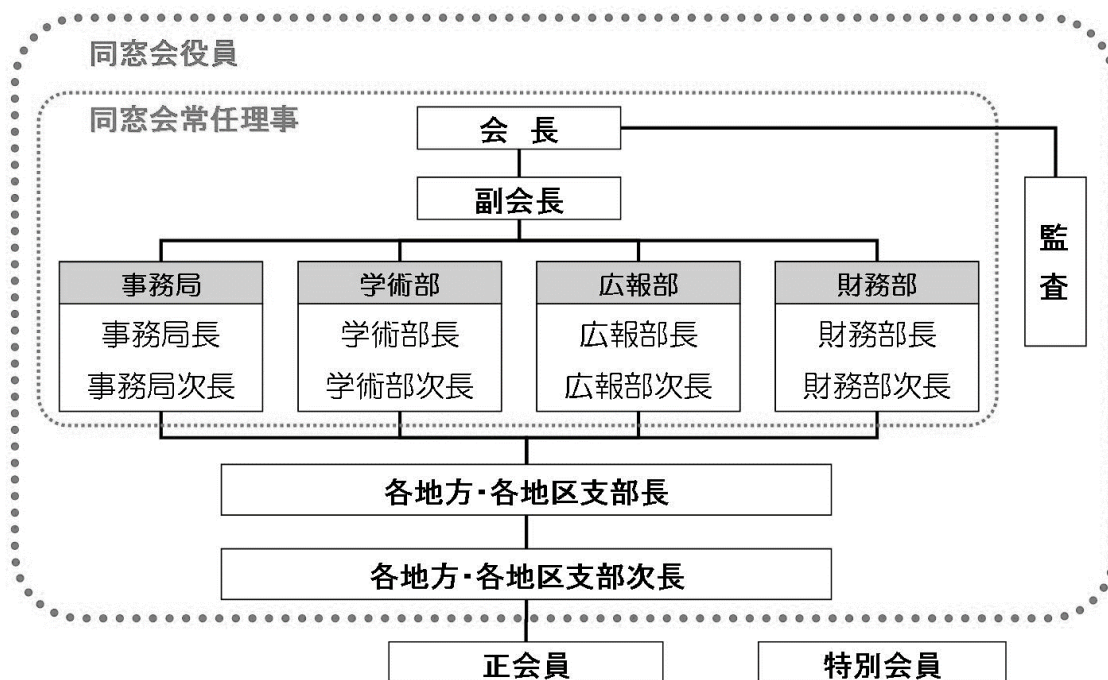 同窓会役員
同窓会常任理事
会 長
副会長
監査
事務局
事務局長
事務局次長
学術部
学術部長
学術部次長
広報部
広報部長
広報部次長
財務部
財務部長
財務部次長
各地方・各地区支部長
各地方・各地区支部次長
正会員
特別会員